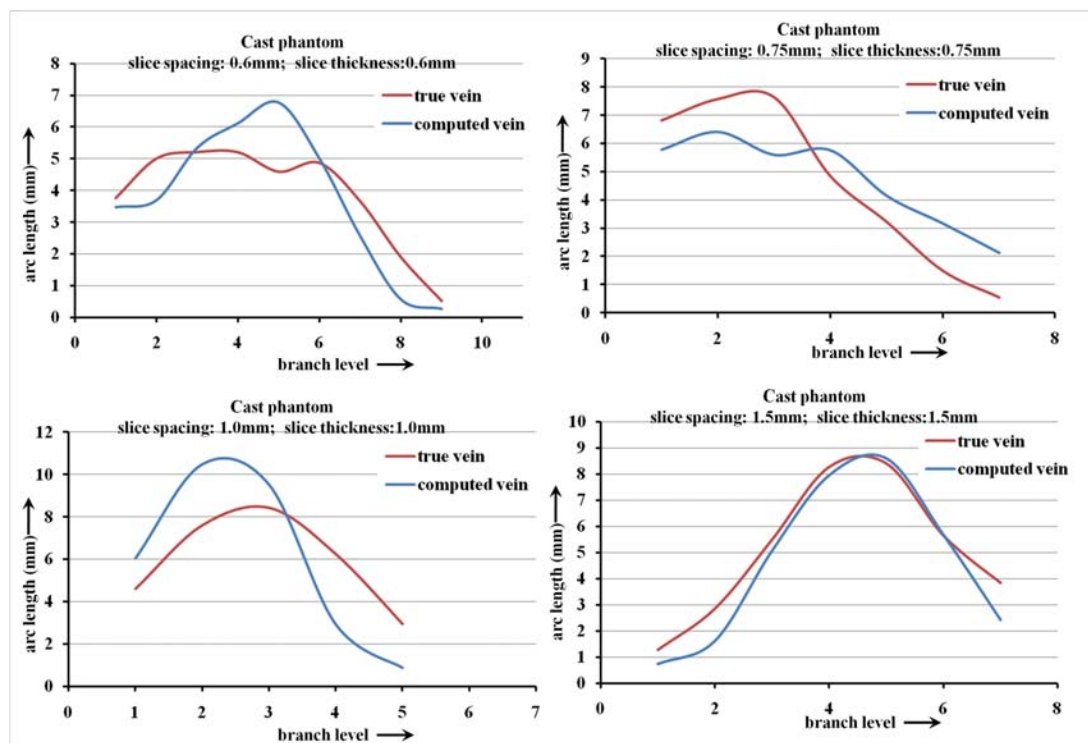 Cast phantom
slice spacing: 0.6mm; slice thickness:0.6mm
true vein
computed vein
arc length (mm)
8
7
6
5
4
3
2
1
0
0 2 4 6 8 10
branch level
Cast phantom
slice spacing: 0.75mm; slice thickness:0.75mm
true vein
computed vein
arc length (mm)
9
8
7
6
5
4
3
2
1
0
0 2 4 6 8
branch level
Cast phantom
slice spacing: 1.0mm; slice thickness:1.0mm
true vein
computed vein
arc length (mm)
12
10
8
6
4
2
0
0 1 2 3 4 5 6 7
branch level
Cast phantom
slice spacing: 1.5mm; slice thickness:1.5mm
true vein
computed vein
arc length (mm)
10
9
8
7
6
5
4
3
2
1
0
0 2 4 6 8
branch level